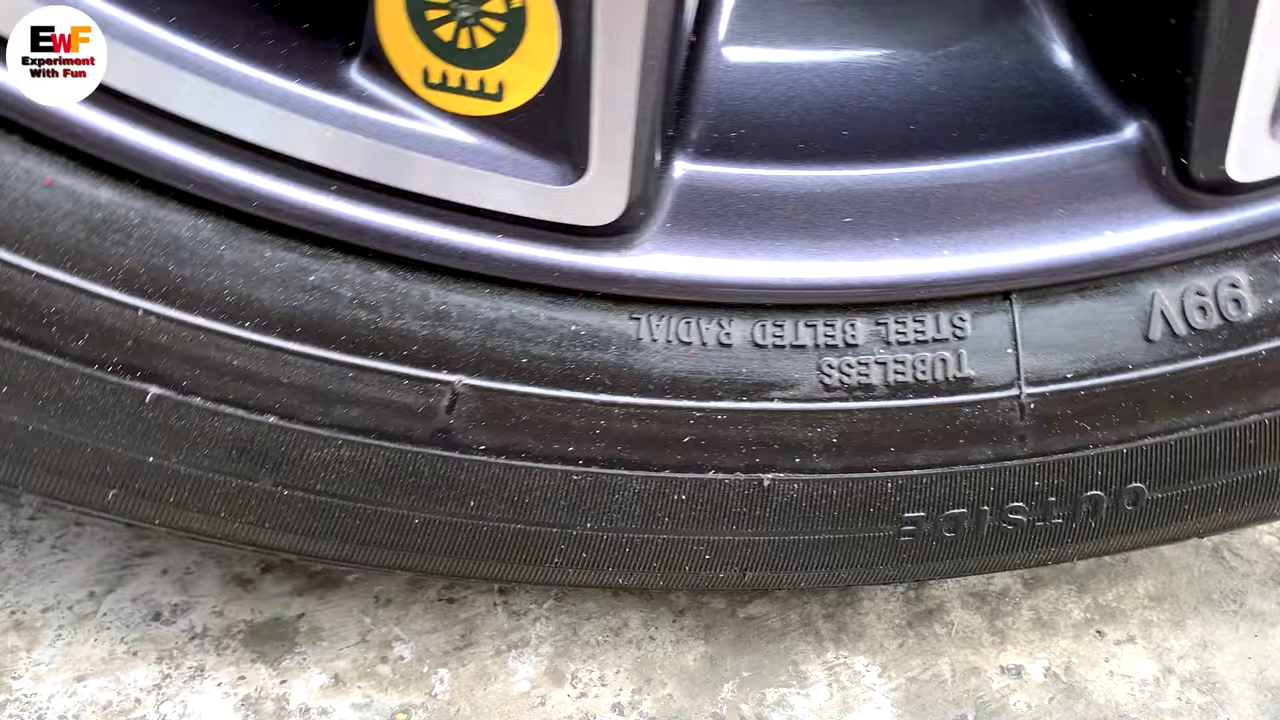 EwF
Experiment
With Fun
99V
TUBELESS
STEEL BELTED RADIAL
OUTSIDE